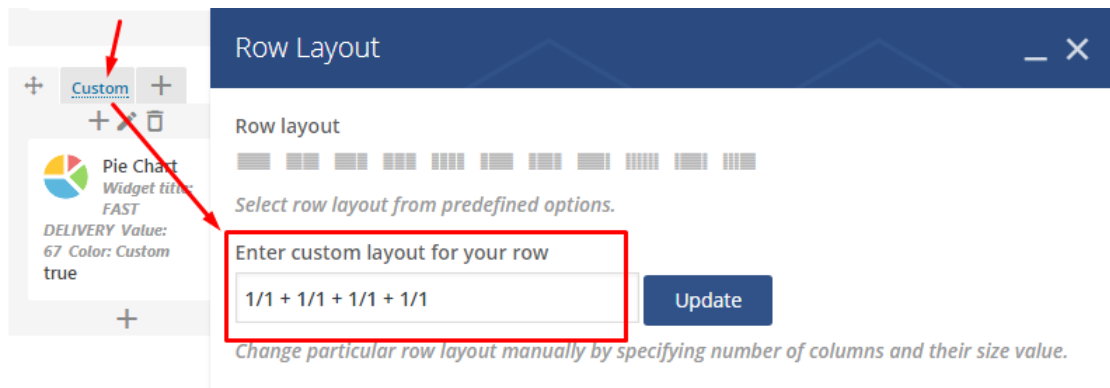 Row Layout
Custom
Row layout
Pie Chart
Widget title:
FAST
DELIVERY Value:
67 Color: Custom
true
Select row layout from predefined options.
Enter custom layout for your row
1/1 + 1/1 + 1/1 + 1/1
Update
Change particular row layout manually by specifying number of columns and their size value.